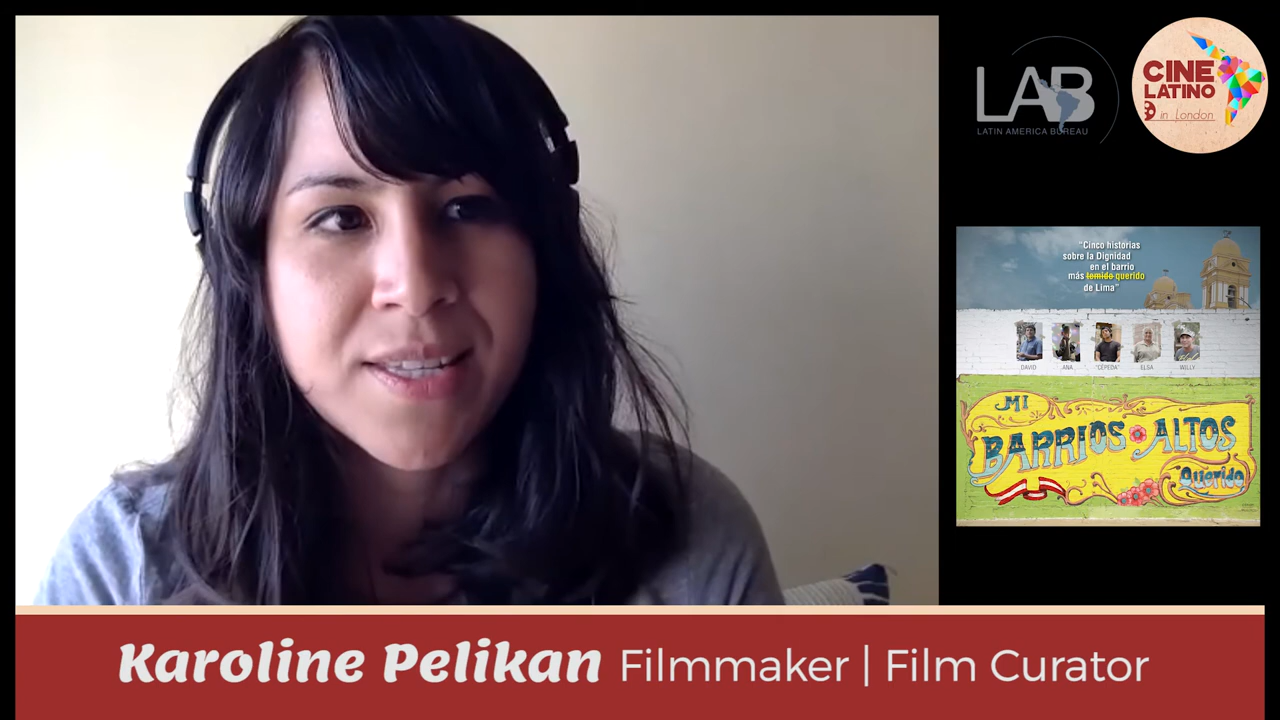 LAB
LATIN AMERICA BUREAU
CINE
LATINO
in London
"Cinco historias
sobre la Dignidad
en el barrio
más temido querido
de Lima"
DAVID ANA "CEPEDA" ELSA WILLY
MI
BARRIOS ALTOS
Querido
Karoline Pelikan Filmmaker | Film Curator